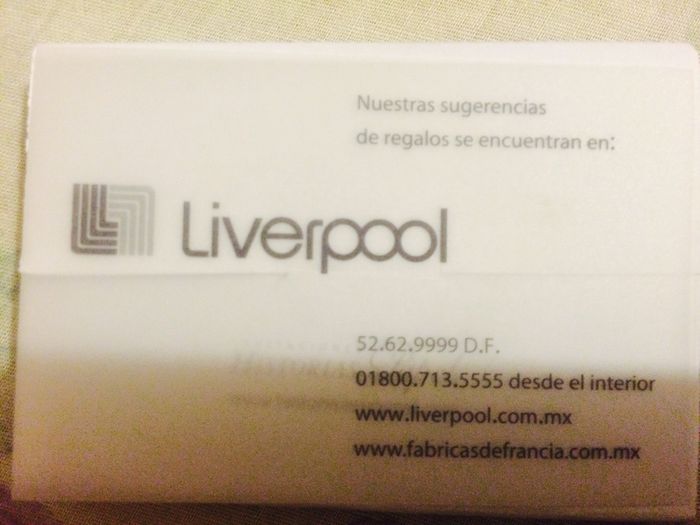 Nuestras sugerencias
de regalos se encuentran en:
Liverpool
52.62.9999 D.F.
01800.713.5555 desde el interior
www.liverpool.com.mx
www.fabricasdefrancia.com.mx